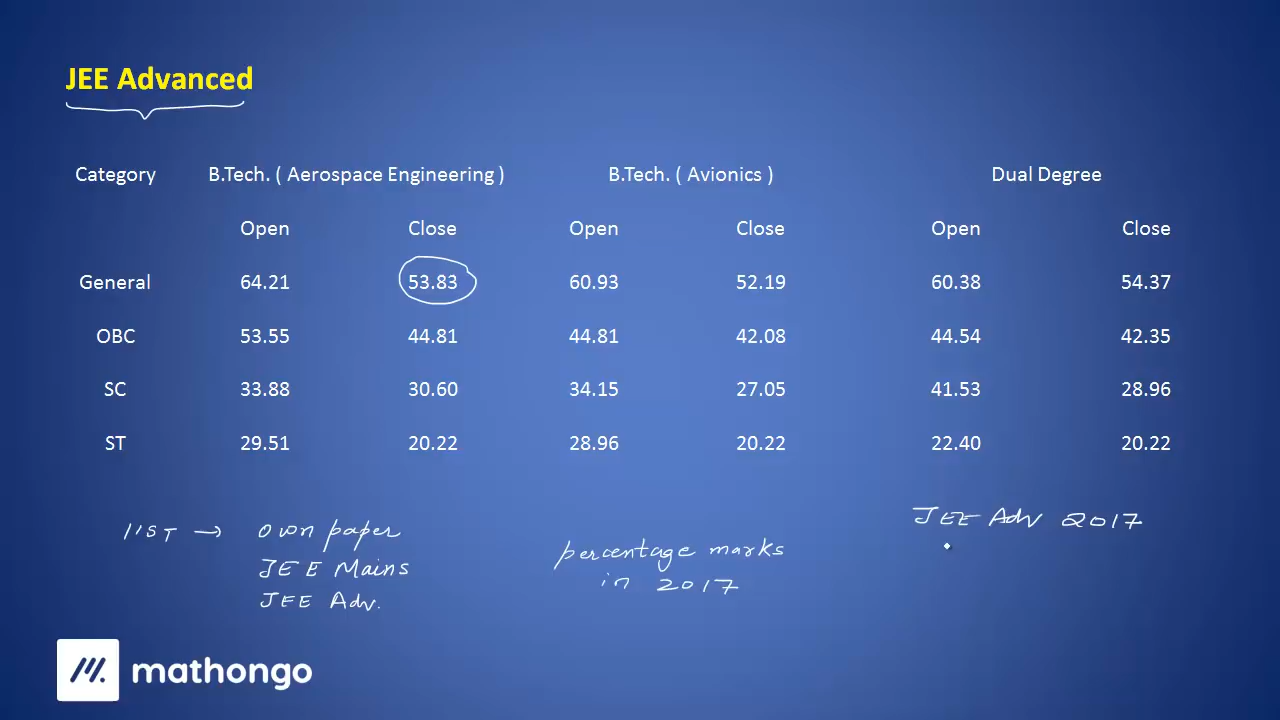 JEE Advanced
Category B.Tech. ( Aerospace Engineering ) B.Tech. ( Avionics ) Dual Degree
Open Close Open Close Open Close
General 64.21 53.83 60.93 52.19 60.38 54.37
OBC 53.55 44.81 44.81 42.08 44.54 42.35
SC 33.88 30.60 34.15 27.05 41.53 28.96
ST 29.51 20.22 28.96 20.22 22.40 20.22
IIST → own paper
JEE Mains
JEE Adv.
percentage marks
in 2017
JEE Adv 2017
mathongo